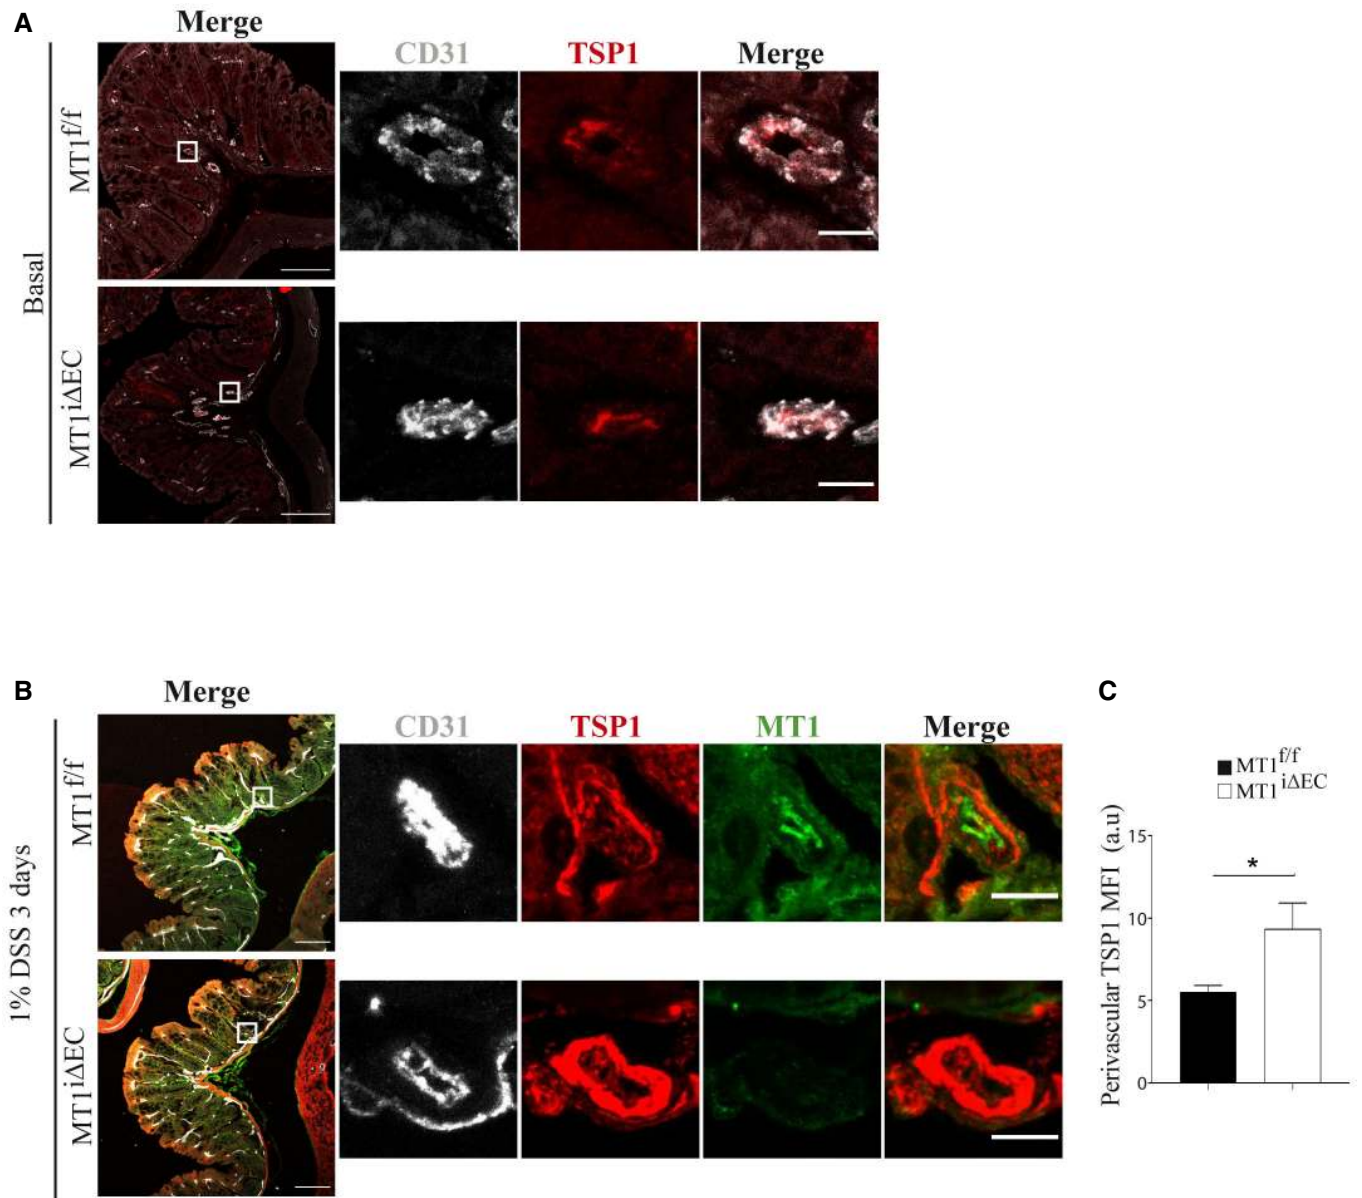 A
Merge
CD31 TSP1 Merge
Basal
MT1f/f
MT1iΔEC
B
Merge
CD31 TSP1 MT1 Merge
1% DSS 3 days
MT1f/f
MT1iΔEC
C
MT1f/f
MT1iΔEC
Perivascular TSP1 MFI (a.u)
15
*
10
5
0